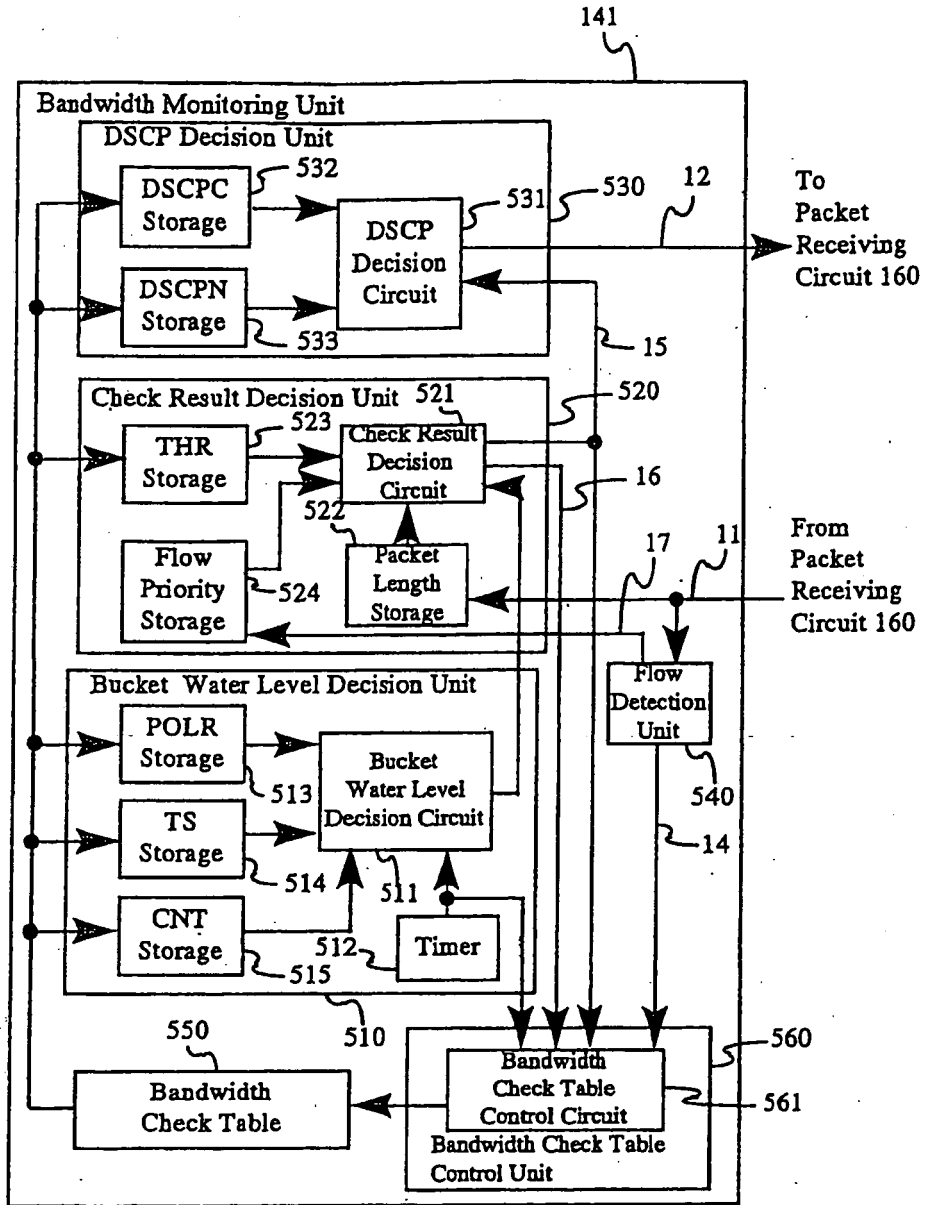 141
Bandwidth Monitoring Unit
DSCP Decision Unit
532
DSCPC
Storage
DSCP
Decision
Circuit
531
530
12
To
Packet
Receiving
Circuit 160
DSCPN
Storage
533
15
Check Result Decision Unit
523
THR
Storage
521
Check Result
Decision
Circuit
520
16
522
Packet
Length
Storage
Flow
Priority
Storage
524
17
11
From
Packet
Receiving
Circuit 160
Flow
Detection
Unit
540
14
Bucket Water Level Decision Unit
POLR
Storage
513
Bucket
Water Level
Decision Circuit
511
TS
Storage
514
CNT
Storage
515
512
Timer
510
550
Bandwidth
Check Table
560
Bandwidth
Check Table
Control Circuit
561
Bandwidth Check Table
Control Unit